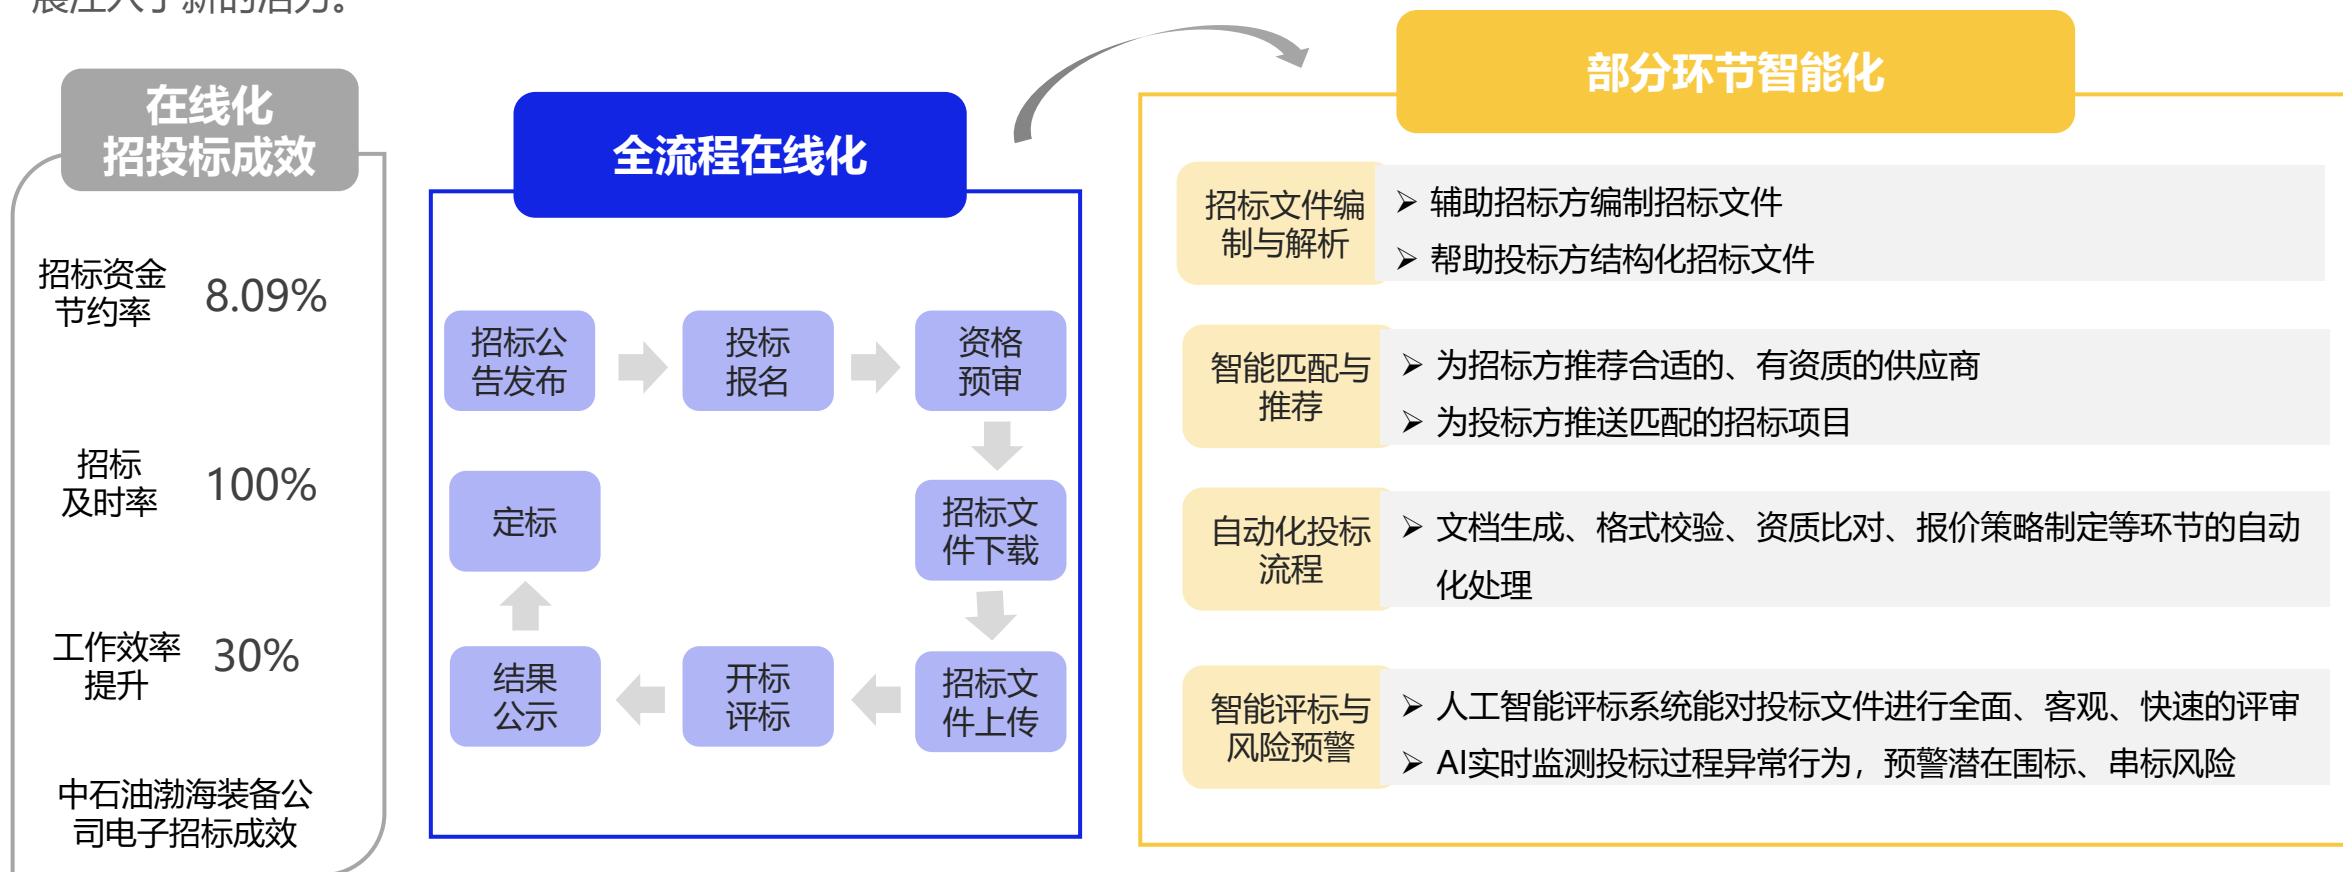 展注入了新的活力。
在线化
招投标成效
招标资金
节约率
8.09%
招标
及时率
100%
工作效率
提升
30%
中石油渤海装备公
司电子招标成效
全流程在线化
招标公
告发布
投标
报名
资格
预审
招标文
件下载
招标文
件上传
开标
评标
结果
公示
定标
部分环节智能化
招标文件编
制与解析
辅助招标方编制招标文件
帮助投标方结构化招标文件
智能匹配与
推荐
为招标方推荐合适的、有资质的供应商
为投标方推送匹配的招标项目
自动化投标
流程
文档生成、格式校验、资质比对、报价策略制定等环节的自动
化处理
智能评标与
风险预警
人工智能评标系统能对投标文件进行全面、客观、快速的评审
AI实时监测投标过程异常行为，预警潜在围标、串标风险